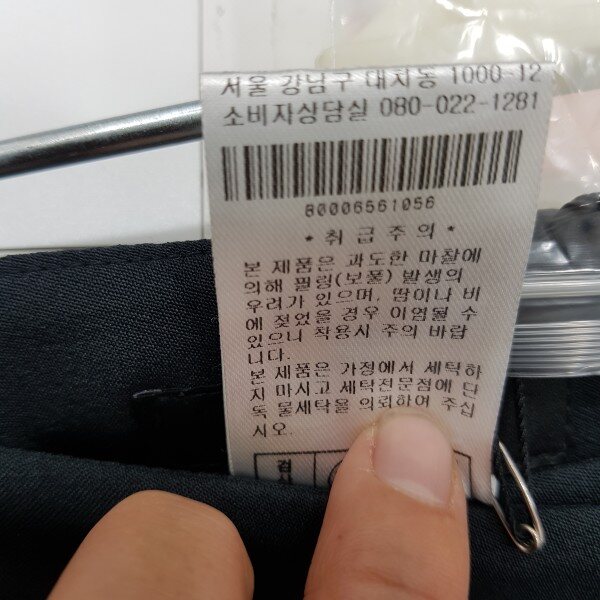 서울 강남구 대치동 1000-12
소비자상담실 080-022-1281
80006561056
* 취 급 주 의 *
본 제품은 과도한 마찰에
의해 필링(보풀) 발생의
우려가 있으며, 땀이나 비
에 젖었을 경우 이염될 수
있으니 착용시 주의 바랍
니다.
본 제품은 가정에서 세탁하
지 마시고 세탁전문점에 단
독 물세탁을 의뢰하여 주십
시오.
검